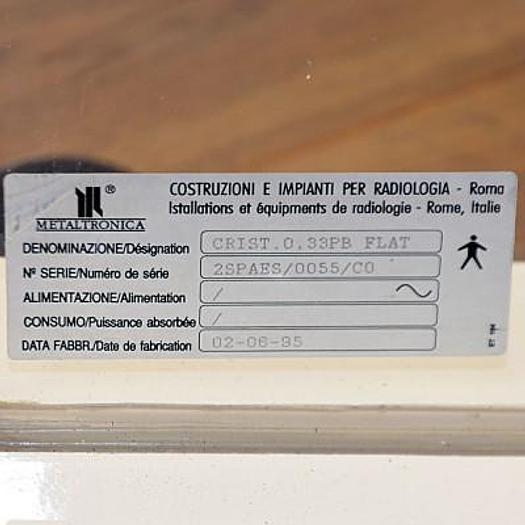 COSTRUZIONI E IMPIANTI PER RADIOLOGIA - Roma
Istallations et équipments de radiologie - Rome, Italie
®
METALTRONICA
DENOMINAZIONE/Désignation CRIST.0.33PB FLAT
Nº SERIE/Numéro de série 2SPAES/0055/C0
ALIMENTAZIONE/Alimentation / ~
CONSUMO/Puissance absorbée /
DATA FABBR./Date de fabrication 02-06-95